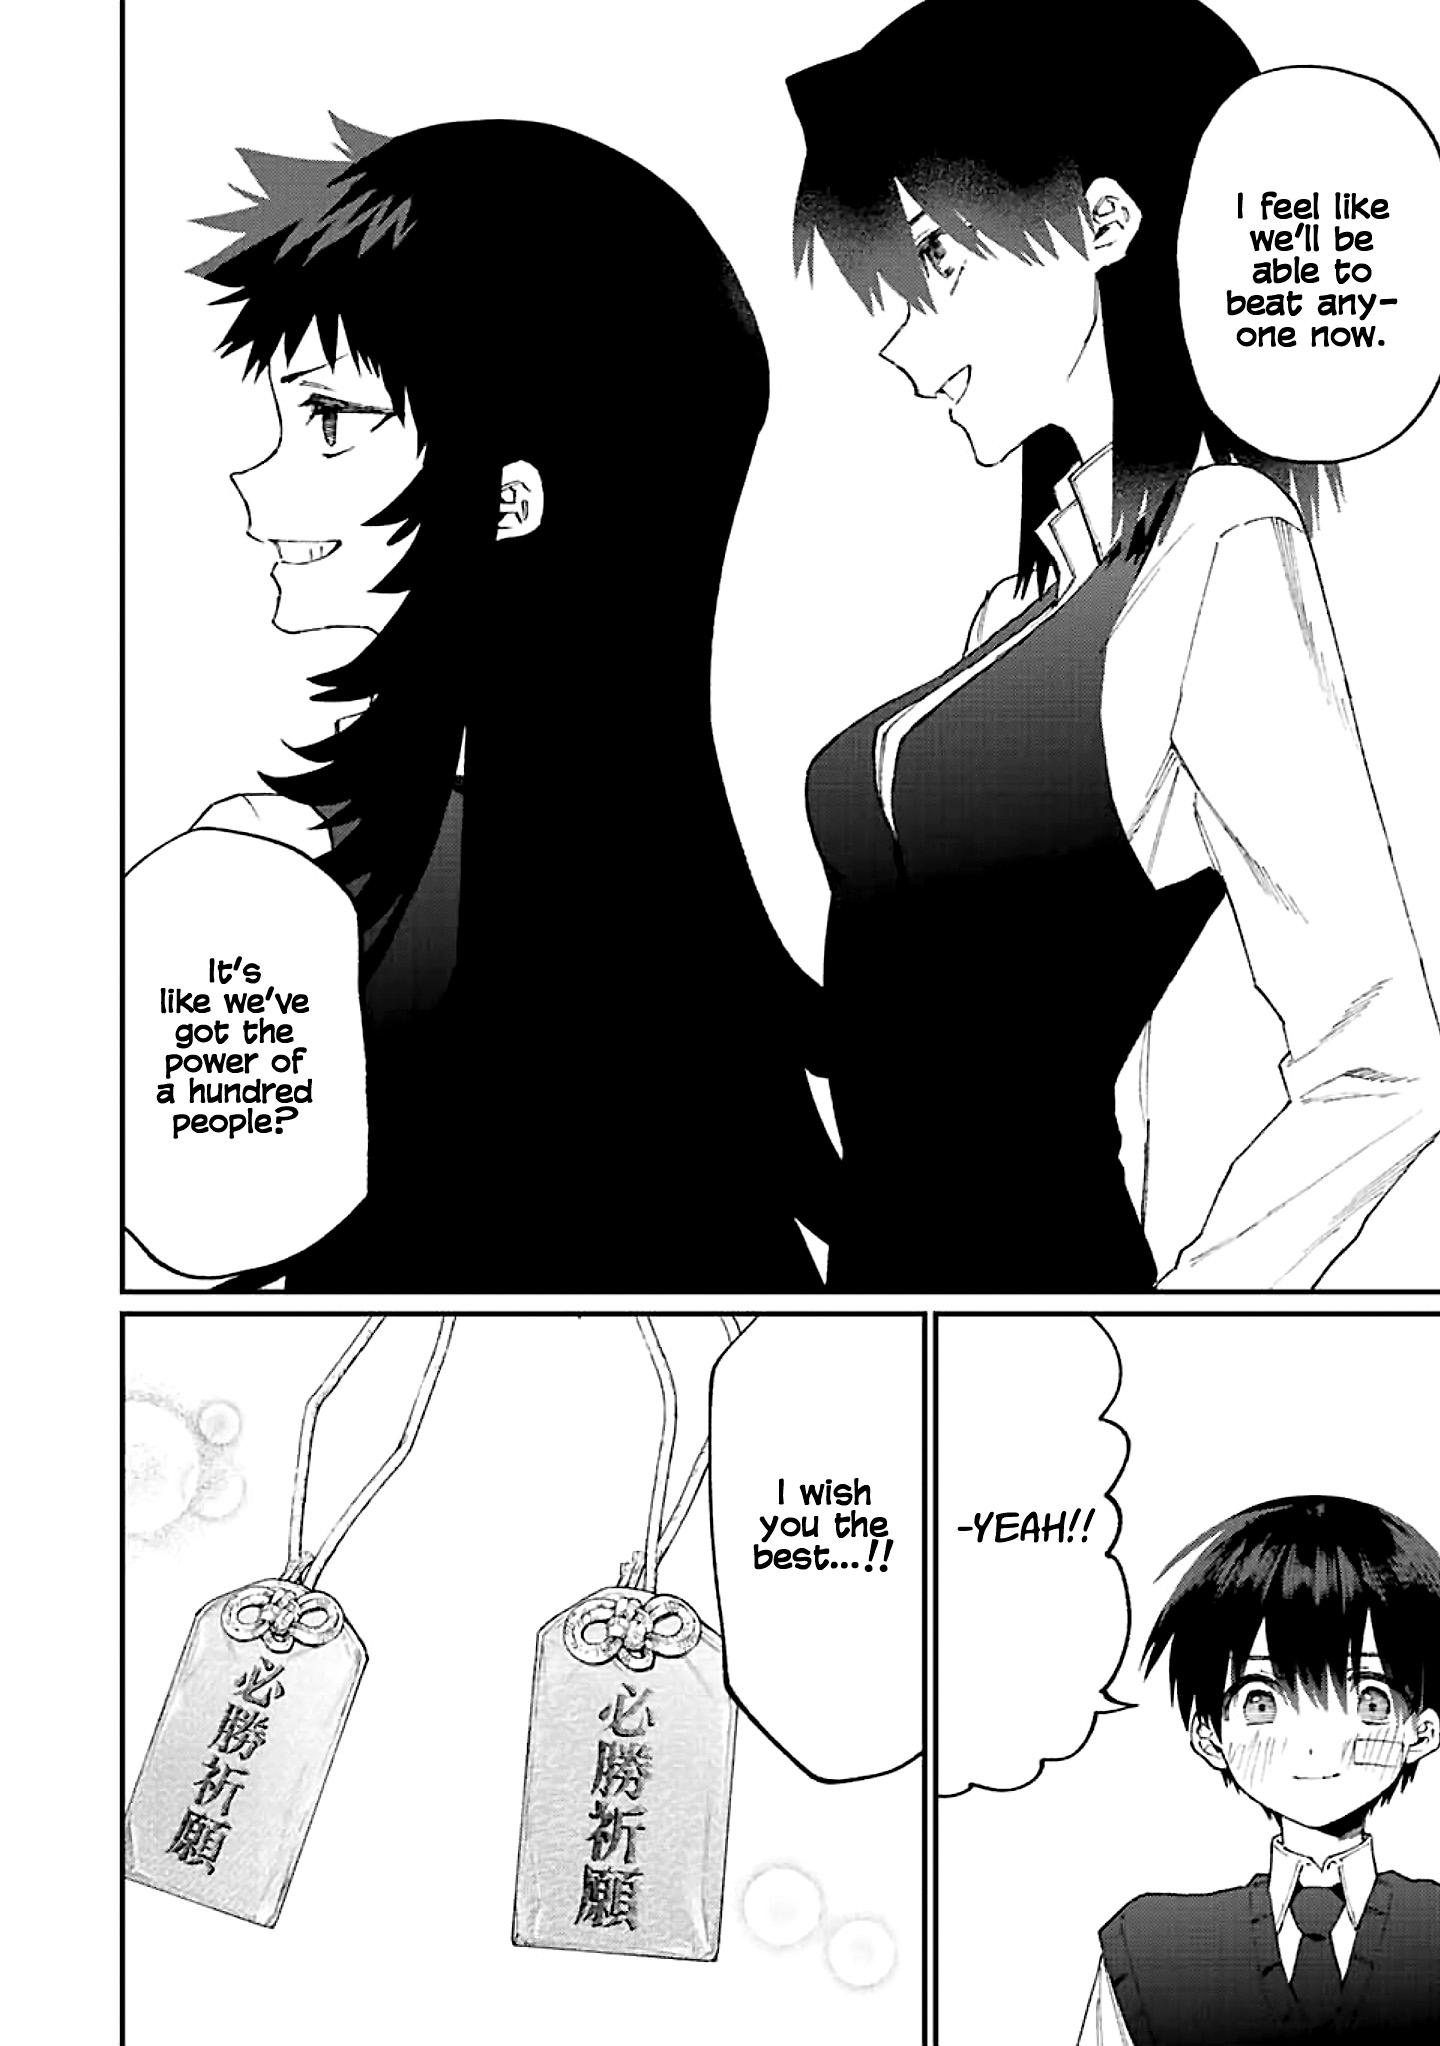 I feel like
we'll be
able to
beat any-
one now.
It's
like we've
got the
power of
a hundred
people?
-YEAH!!
I wish
you the
best...!!
必勝祈願
必勝祈願